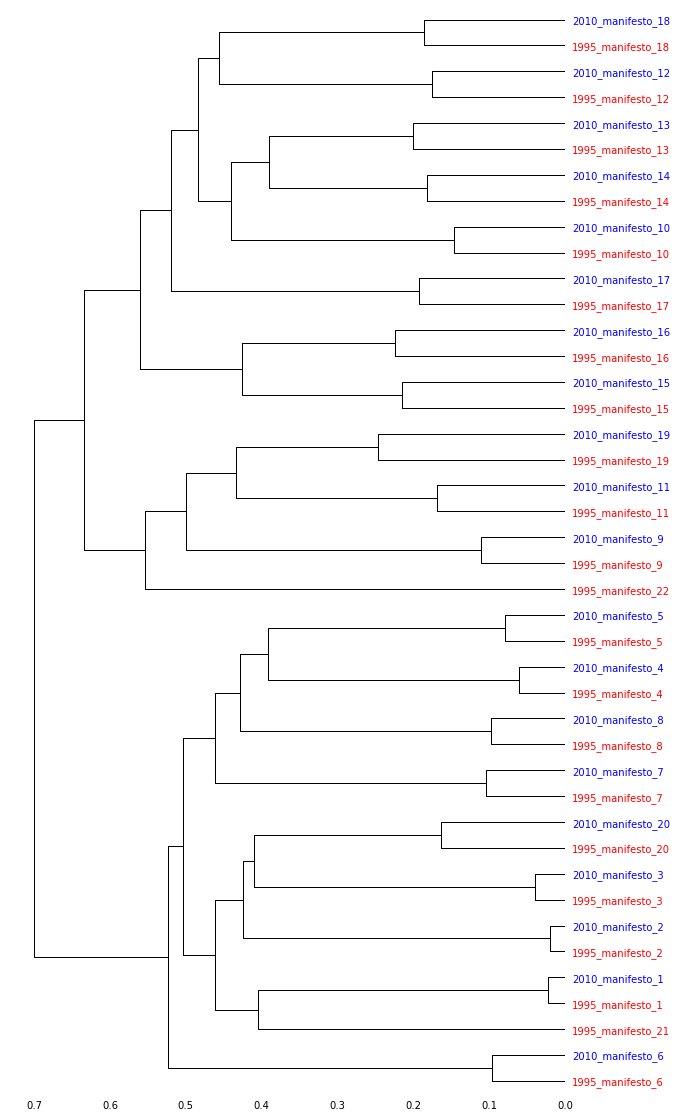 2010_manifesto_18
1995_manifesto_18
2010_manifesto_12
1995_manifesto_12
2010_manifesto_13
1995_manifesto_13
2010_manifesto_14
1995_manifesto_14
2010_manifesto_10
1995_manifesto_10
2010_manifesto_17
1995_manifesto_17
2010_manifesto_16
1995_manifesto_16
2010_manifesto_15
1995_manifesto_15
2010_manifesto_19
1995_manifesto_19
2010_manifesto_11
1995_manifesto_11
2010_manifesto_9
1995_manifesto_9
1995_manifesto_22
2010_manifesto_5
1995_manifesto_5
2010_manifesto_4
1995_manifesto_4
2010_manifesto_8
1995_manifesto_8
2010_manifesto_7
1995_manifesto_7
2010_manifesto_20
1995_manifesto_20
2010_manifesto_3
1995_manifesto_3
2010_manifesto_2
1995_manifesto_2
2010_manifesto_1
1995_manifesto_1
1995_manifesto_21
2010_manifesto_6
1995_manifesto_6
0.7 0.6 0.5 0.4 0.3 0.2 0.1 0.0